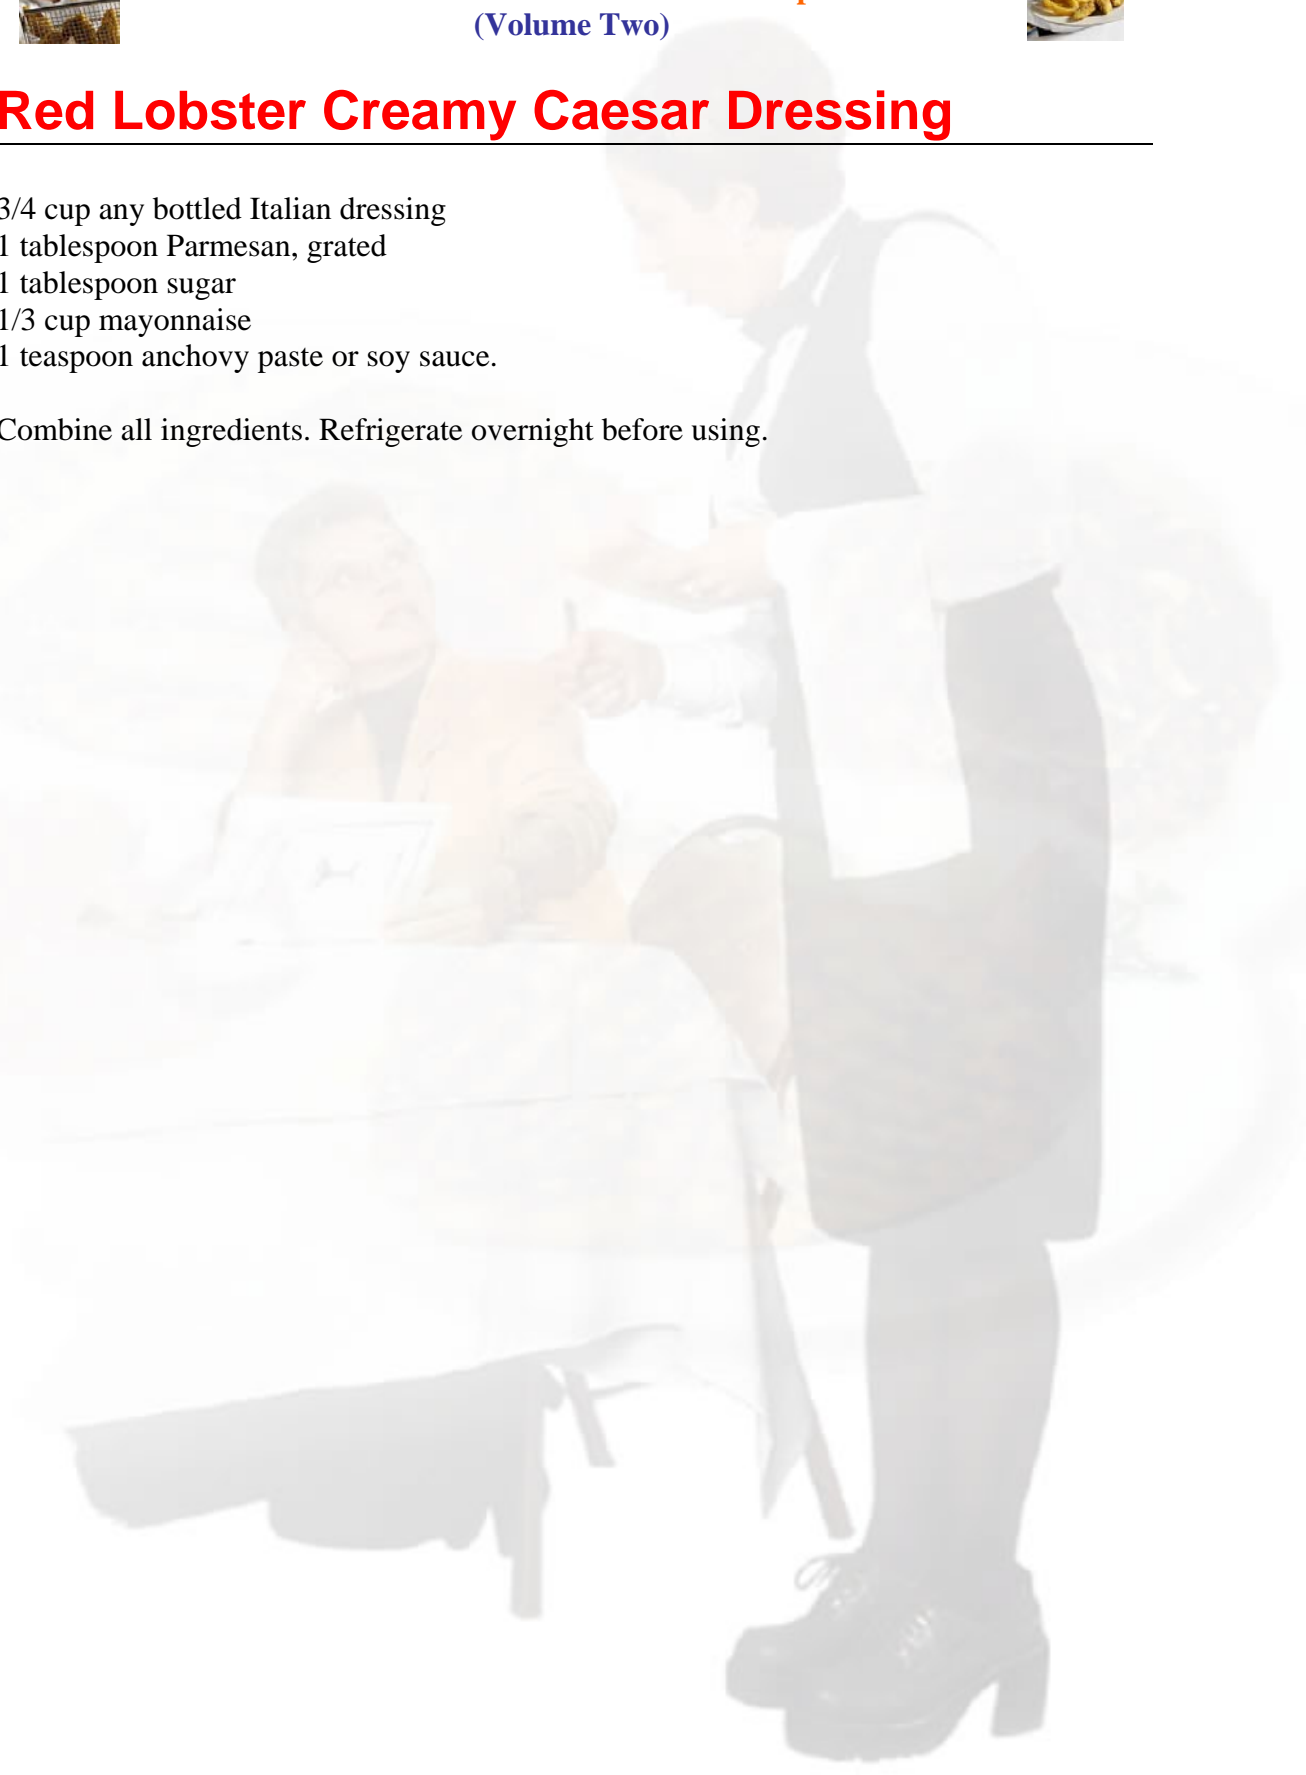 (Volume Two)
Red Lobster Creamy Caesar Dressing
3/4 cup any bottled Italian dressing
1 tablespoon Parmesan, grated
1 tablespoon sugar
1/3 cup mayonnaise
1 teaspoon anchovy paste or soy sauce.
Combine all ingredients. Refrigerate overnight before using.